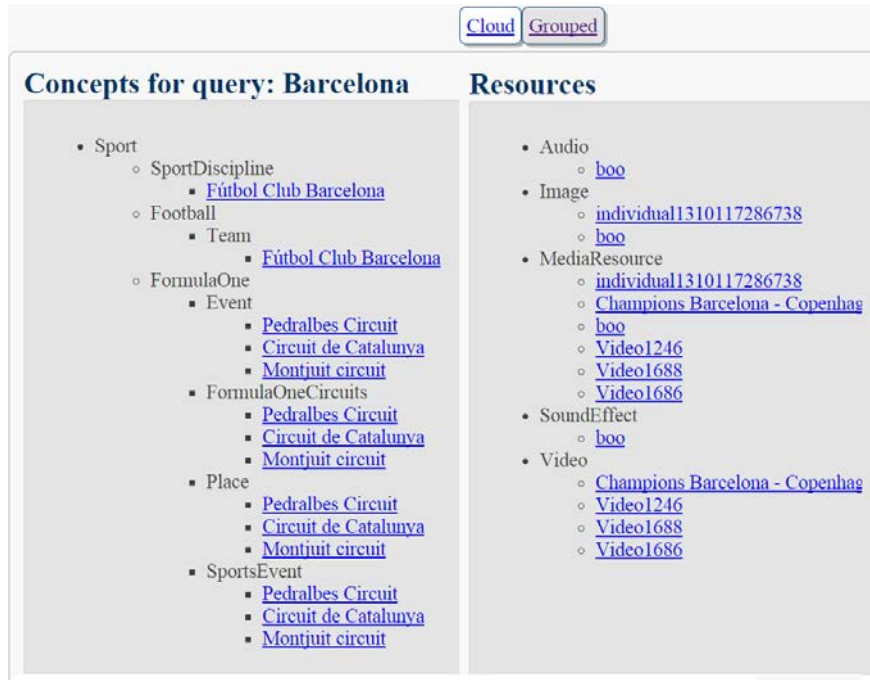 Cloud Grouped
Concepts for query: Barcelona
Sport
SportDiscipline
Fútbol Club Barcelona
Football
Team
Fútbol Club Barcelona
FormulaOne
Event
Pedralbes Circuit
Circuit de Catalunya
Montjuit circuit
FormulaOneCircuits
Pedralbes Circuit
Circuit de Catalunya
Montjuit circuit
Place
Pedralbes Circuit
Circuit de Catalunya
Montjuit circuit
SportsEvent
Pedralbes Circuit
Circuit de Catalunya
Montjuit circuit
Resources
Audio
boo
Image
individual1310117286738
boo
MediaResource
individual1310117286738
Champions Barcelona - Copenhag
boo
Video1246
Video1688
Video1686
SoundEffect
boo
Video
Champions Barcelona - Copenhag
Video1246
Video1688
Video1686